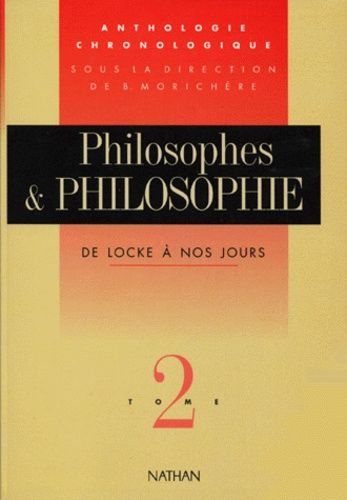 ANTHOLOGIE
CHRONOLOGIQUE
SOUS LA DIRECTION
DE B. MORICHÈRE
Philosophes
& PHILOSOPHIE
DE LOCKE À NOS JOURS
2
TOME
NATHAN